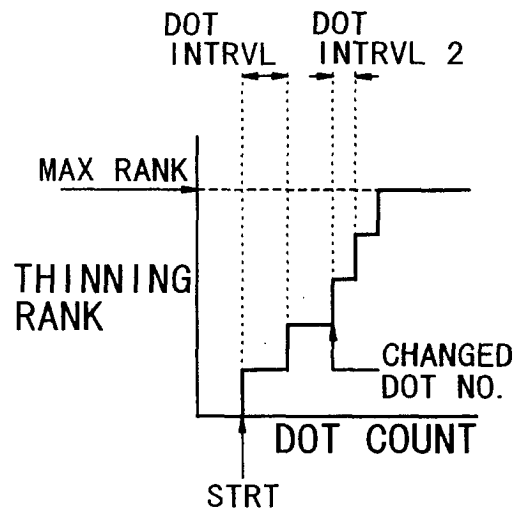 DOT
INTRVL
DOT
INTRVL 2
MAX RANK
THINNING
RANK
CHANGED
DOT NO.
DOT COUNT
STRT